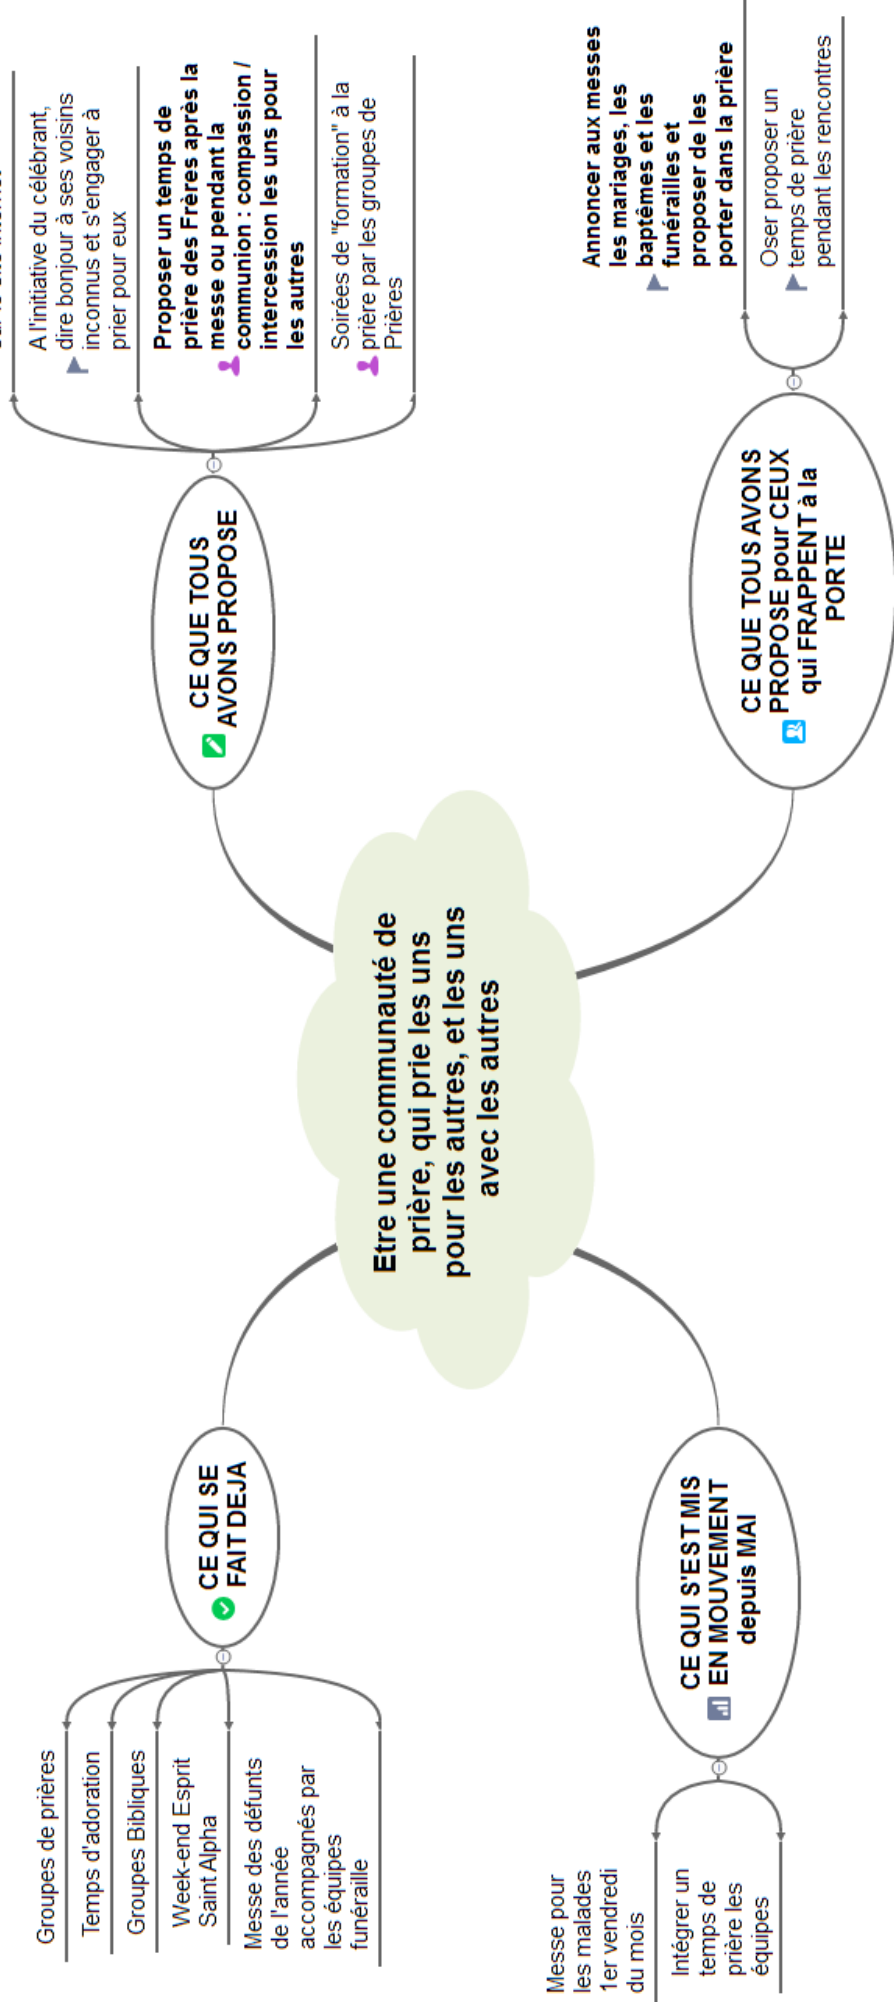 Etre une communauté de
prière, qui prie les uns
pour les autres, et les uns
avec les autres
CE QUI SE
FAIT DEJA
Groupes de prières
Temps d'adoration
Groupes Bibliques
Week-end Esprit
Saint Alpha
Messe des défunts
de l'année
accompagnés par
les équipes
funéraille
CE QUE TOUS
AVONS PROPOSE
A l'initiative du célébrant,
dire bonjour à ses voisins
inconnus et s'engager à
prier pour eux
Proposer un temps de
prière des Frères après la
messe ou pendant la
communion : compassion /
intercession les uns pour
les autres
Soirées de "formation" à la
prière par les groupes de
Prières
CE QUI S'EST MIS
EN MOUVEMENT
depuis MAI
Messe pour
les malades
1er vendredi
du mois
Intégrer un
temps de
prière les
équipes
CE QUE TOUS AVONS
PROPOSE pour CEUX
qui FRAPPENT à la
PORTE
Annoncer aux messes
les mariages, les
baptêmes et les
funérailles et
proposer de les
porter dans la prière
Oser proposer un
temps de prière
pendant les rencontres